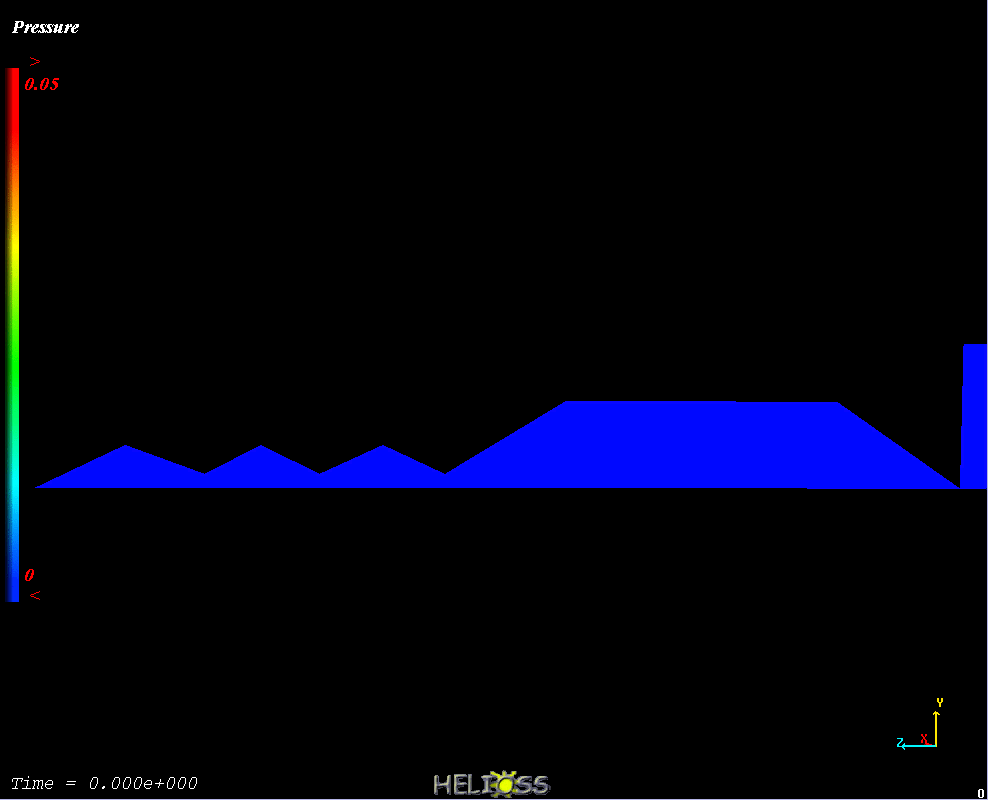 Pressure
>
0.05
0
<
Y
Z X
Time = 0.000e+000
HELIOSS
0